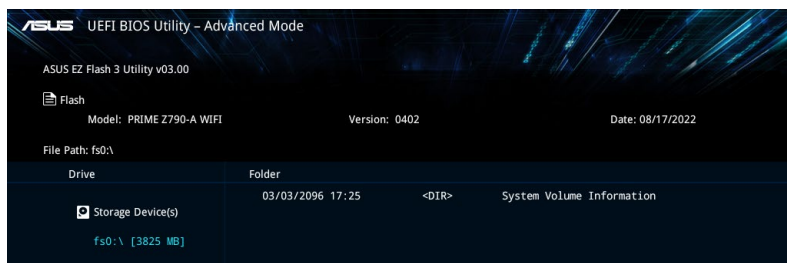 ASUS UEFI BIOS Utility – Advanced Mode
ASUS EZ Flash 3 Utility v03.00
Flash
Model: PRIME Z790-A WIFI Version: 0402 Date: 08/17/2022
File Path: fs0:\
Drive Folder
03/03/2096 17:25 <DIR> System Volume Information
Storage Device(s)
fs0:\ [3825 MB]